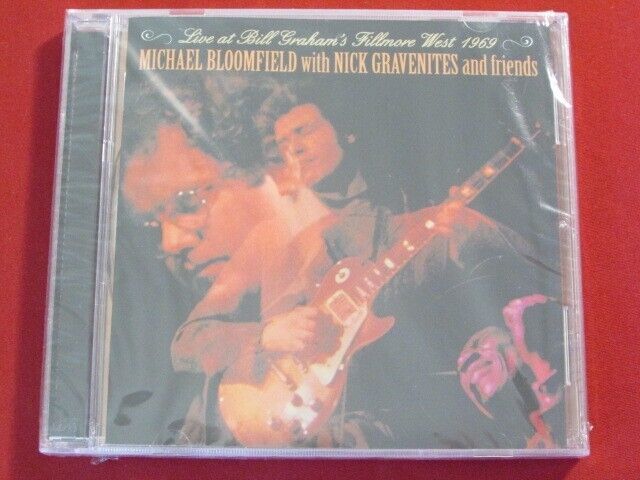 Live at Bill Graham's Fillmore West 1969
MICHAEL BLOOMFIELD with NICK GRAVENITES and friends